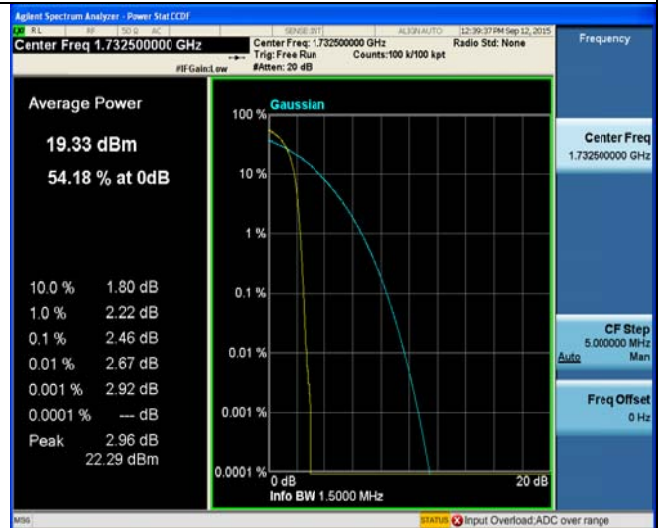 Agilent Spectrum Analyzer - Power Stat CCDF
RL RF 50 Ω AC SENSE:INT ALIGN AUTO 12:39:37 PM Sep 12, 2015
Center Freq 1.732500000 GHz
Center Freq: 1.732500000 GHz Radio Std: None
Trig: Free Run Counts:100 k/100 kpt
#IFGain:Low #Atten: 20 dB
Frequency
Average Power
19.33 dBm
54.18 % at 0dB
10.0 % 1.80 dB
1.0 % 2.22 dB
0.1 % 2.46 dB
0.01 % 2.67 dB
0.001 % 2.92 dB
0.0001 % --- dB
Peak 2.96 dB
22.29 dBm
Gaussian
100 %
10 %
1 %
0.1 %
0.01 %
0.001 %
0.0001 %
0 dB 20 dB
Info BW 1.5000 MHz
Center Freq
1.732500000 GHz
CF Step
5.000000 MHz
Auto Man
Freq Offset
0 Hz
MSG STATUS Input Overload;ADC over range